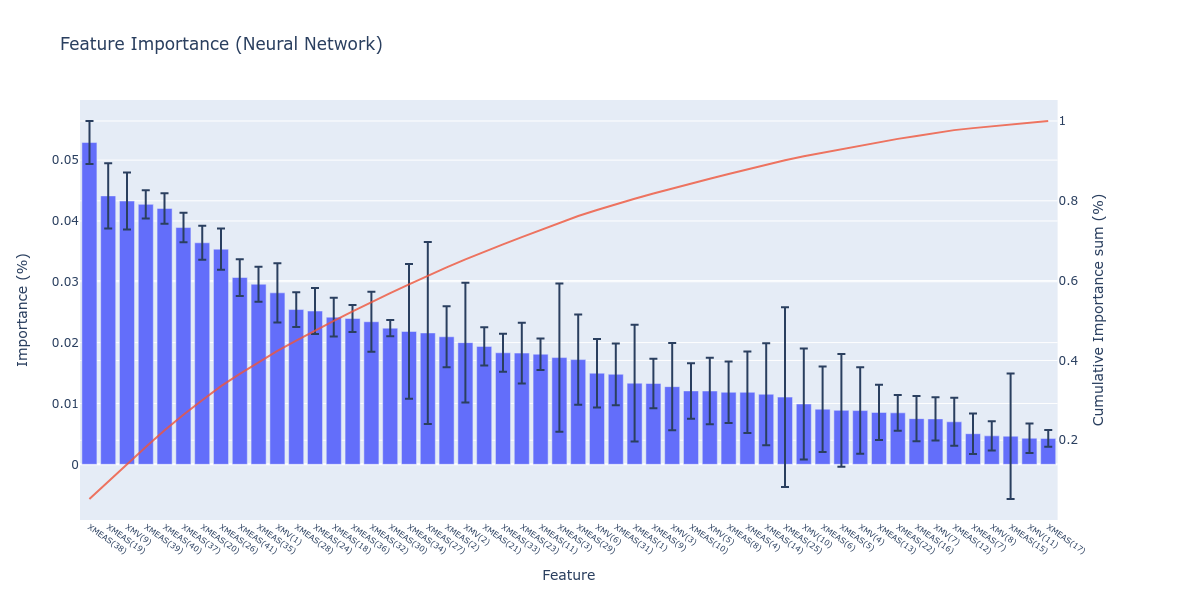 Feature Importance (Neural Network)
0.05
0.04
0.03
0.02
0.01
0
Importance (%)
1
0.8
0.6
0.4
0.2
Cumulative Importance sum (%)
XMEAS(38)
XMEAS(19)
XMV(9)
XMEAS(39)
XMEAS(40)
XMEAS(37)
XMEAS(20)
XMEAS(26)
XMEAS(41)
XMEAS(35)
XMV(1)
XMEAS(28)
XMEAS(24)
XMEAS(18)
XMEAS(36)
XMEAS(32)
XMEAS(30)
XMEAS(34)
XMEAS(27)
XMEAS(2)
XMV(2)
XMEAS(21)
XMEAS(33)
XMEAS(23)
XMEAS(11)
XMEAS(3)
XMEAS(29)
XMV(6)
XMEAS(31)
XMEAS(1)
XMEAS(9)
XMV(3)
XMEAS(10)
XMV(5)
XMEAS(8)
XMEAS(4)
XMEAS(14)
XMEAS(25)
XMV(10)
XMEAS(6)
XMEAS(5)
XMV(4)
XMEAS(13)
XMEAS(22)
XMEAS(16)
XMV(7)
XMEAS(12)
XMEAS(7)
XMV(8)
XMEAS(15)
XMV(11)
XMEAS(17)
Feature